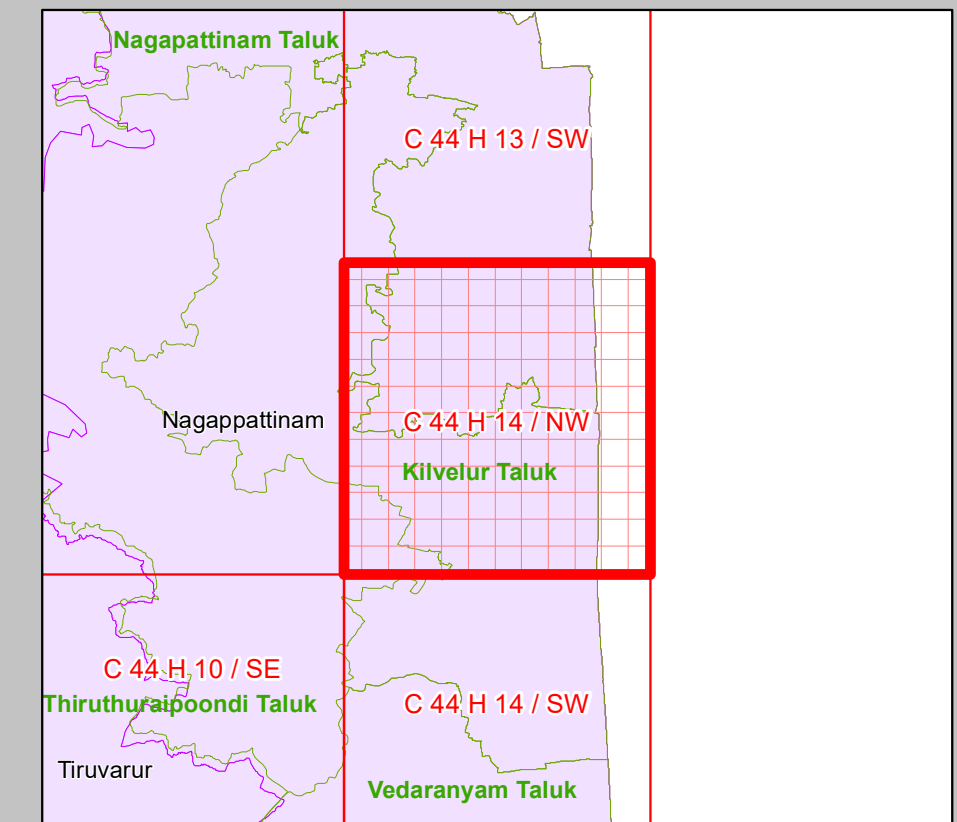 Nagapattinam Taluk
C 44 H 13 / SW
Nagappattinam
C 44 H 14 / NW
Kilvelur Taluk
C 44 H 10 / SE
Thiruthuraipoondi Taluk
C 44 H 14 / SW
Tiruvarur
Vedaranyam Taluk